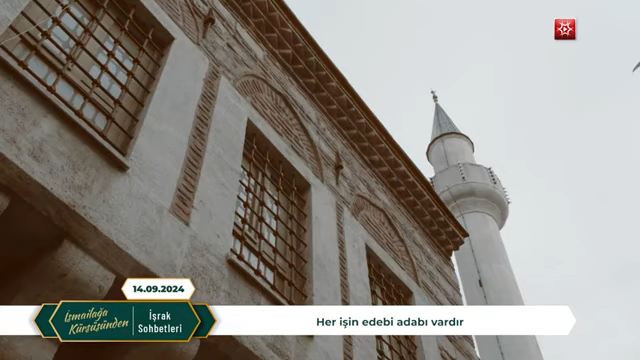 14.09.2024
İsmailağa
Kürsüsünden
İşrak
Sohbetleri
Her işin edebi adabı vardır